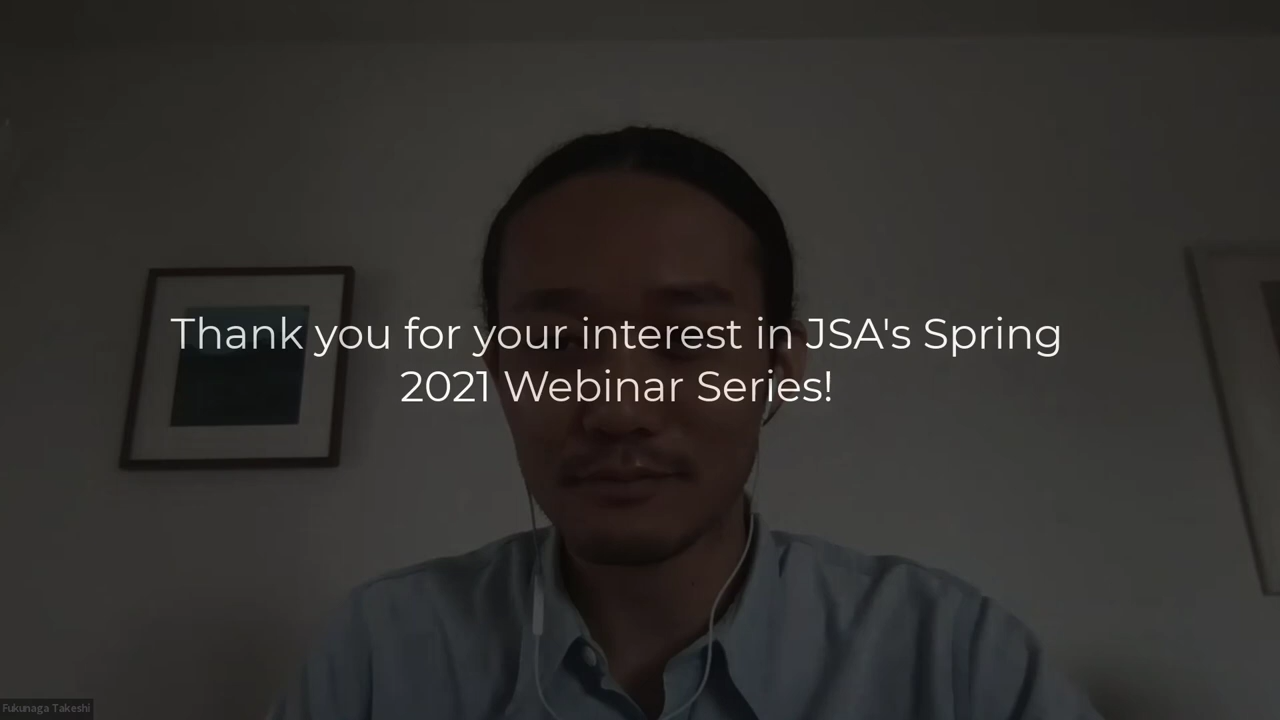 Thank you for your interest in JSA's Spring
2021 Webinar Series!
Fukunaga Takeshi